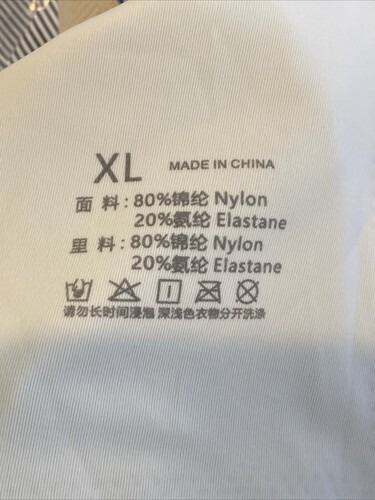 XL MADE IN CHINA
面 料:80%锦纶 Nylon
20%氨纶 Elastane
里 料:80%锦纶 Nylon
20%氨纶 Elastane
请勿长时间浸泡 深浅色衣物分开洗涤